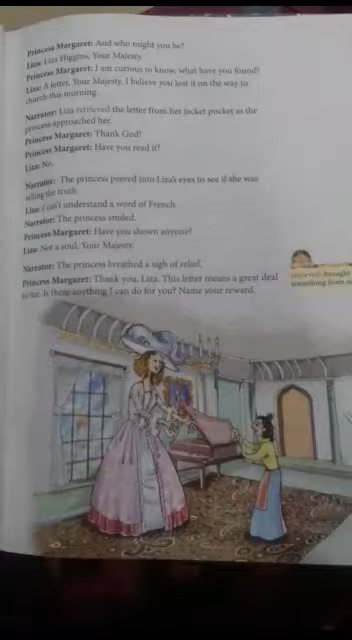 Princess Margaret: And who might you be?
Liza: Liza Higgins, Your Majesty.
Princess Margaret: I am curious to know, what have you found?
Liza: A letter, Your Majesty. I believe you lost it on the way to
church this morning.
Narrator: Liza retrieved the letter from her jacket pocket as the
princess approached her.
Princess Margaret: Thank God!
Princess Margaret: Have you read it?
Liza: No.
Narrator: The princess peered into Liza's eyes to see if she was
telling the truth.
Liza: I can't understand a word of French.
Narrator: The princess smiled.
Princess Margaret: Have you shown anyone?
Liza: Not a soul, Your Majesty.
Narrator: The princess breathed a sigh of relief.
Princess Margaret: Thank you, Liza. This letter means a great deal
to me. Is there anything I can do for you? Name your reward.
retrieved: brought
something from